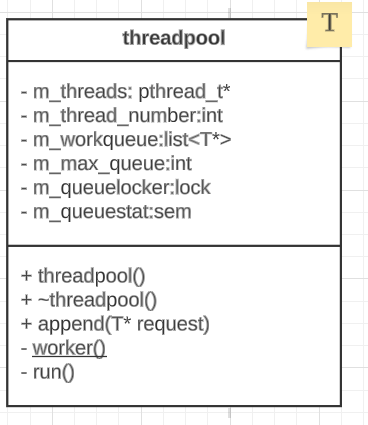 T
threadpool
- m_threads: pthread_t*
- m_thread_number:int
- m_workqueue:list<T*>
- m_max_queue:int
- m_queuelocker:lock
- m_queuestat:sem
+ threadpool()
+ ~threadpool()
+ append(T* request)
- worker()
- run()